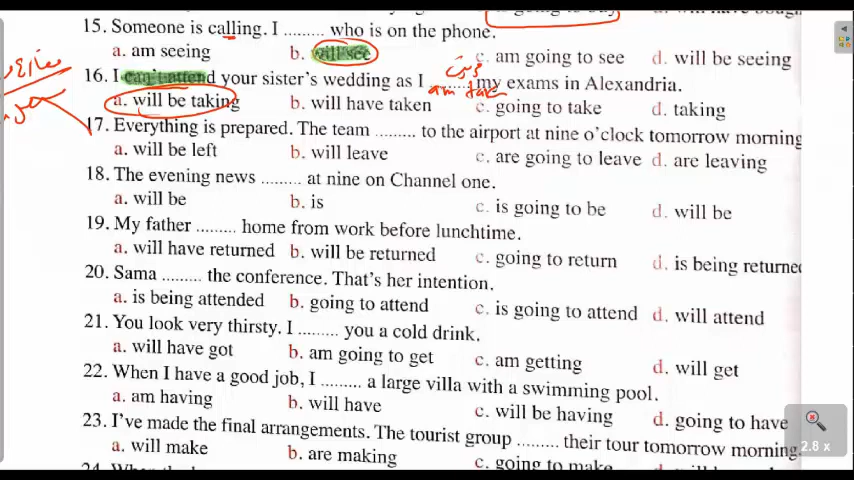 15. Someone is calling. I ......... who is on the phone.
a. am seeing b. will see c. am going to see d. will be seeing
16. I can't attend your sister's wedding as I ......... my exams in Alexandria.
am tak
a. will be taking b. will have taken c. going to take d. taking
17. Everything is prepared. The team ......... to the airport at nine o'clock tomorrow morning
a. will be left b. will leave c. are going to leave d. are leaving
18. The evening news ......... at nine on Channel one.
a. will be b. is c. is going to be d. will be
19. My father ......... home from work before lunchtime.
a. will have returned b. will be returned c. going to return d. is being returned
20. Sama ......... the conference. That's her intention.
a. is being attended b. going to attend c. is going to attend d. will attend
21. You look very thirsty. I ......... you a cold drink.
a. will have got b. am going to get c. am getting d. will get
22. When I have a good job, I ......... a large villa with a swimming pool.
a. am having b. will have c. will be having d. going to have
23. I've made the final arrangements. The tourist group ......... their tour tomorrow morning
a. will make b. are making c. going to make
2.8 x